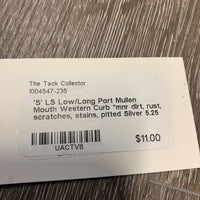 The Tack Collector
1004547-235
'S' LS Low/Long Port Mullen
Mouth Western Curb *mnr dirt, rust,
scratches, stains, pitted Silver 5.25
$11.00
UACTVB